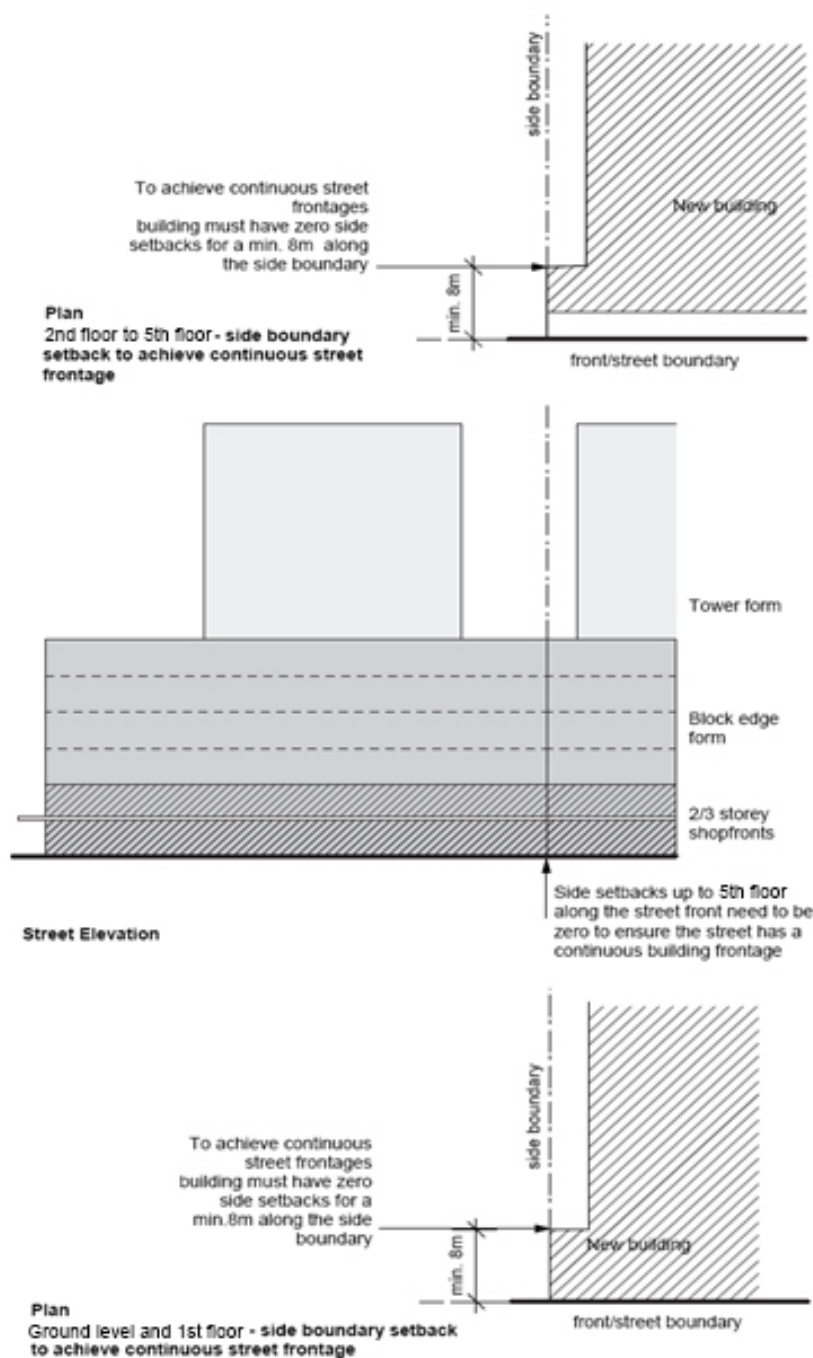 side boundary
To achieve continuous street
frontages
building must have zero side
setbacks for a min. 8m along
the side boundary
New building
min. 8m
Plan
2nd floor to 5th floor - side boundary
setback to achieve continuous street
frontage
front/street boundary
Tower form
Block edge
form
2/3 storey
shopfronts
Side setbacks up to 5th floor
along the street front need to be
zero to ensure the street has a
continuous building frontage
Street Elevation
side boundary
To achieve continuous
street frontages
building must have zero
side setbacks for a
min.8m along the side
boundary
New building
min. 8m
Plan
Ground level and 1st floor - side boundary setback
to achieve continuous street frontage
front/street boundary